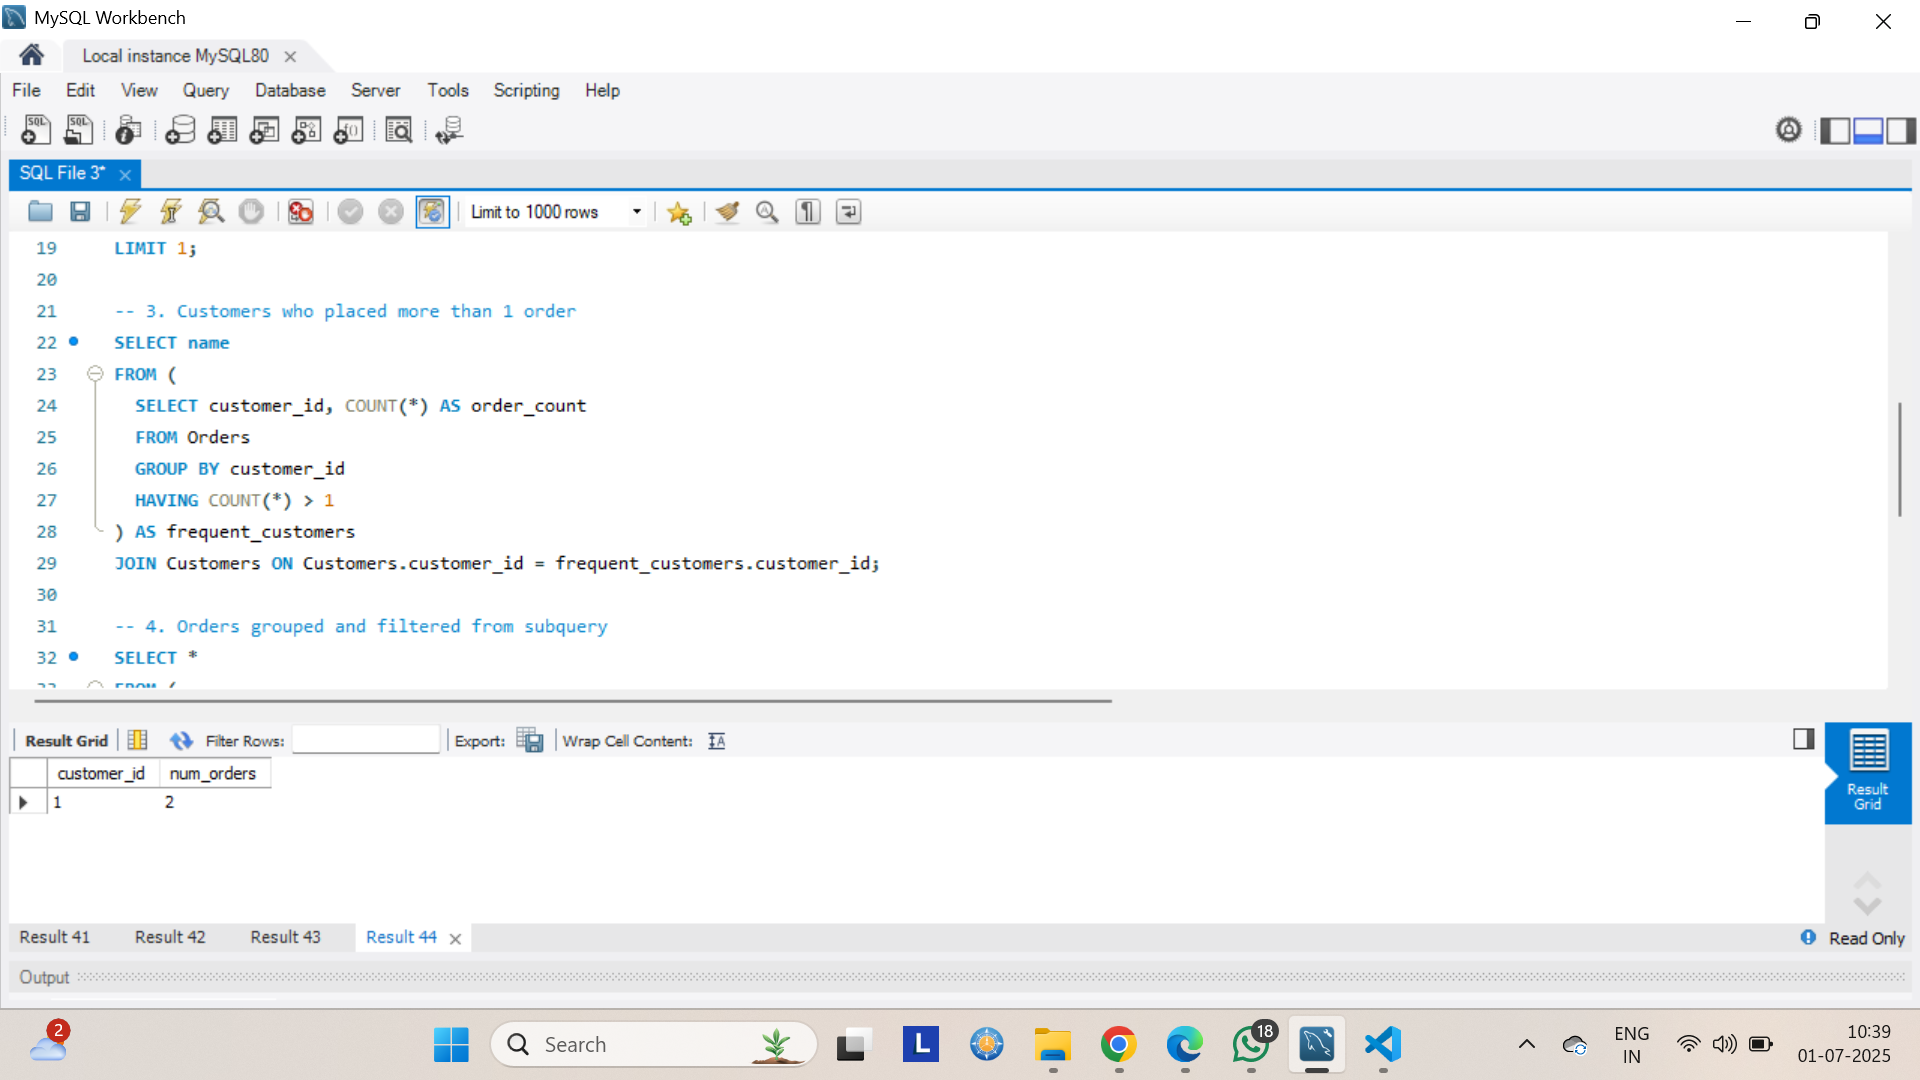 MySQL Workbench
Local instance MySQL80
File Edit View Query Database Server Tools Scripting Help
SQL SQL
SQL File 3*
Limit to 1000 rows
19 LIMIT 1;
20
21 -- 3. Customers who placed more than 1 order
22 SELECT name
23 FROM (
24 SELECT customer_id, COUNT(*) AS order_count
25 FROM Orders
26 GROUP BY customer_id
27 HAVING COUNT(*) > 1
28 ) AS frequent_customers
29 JOIN Customers ON Customers.customer_id = frequent_customers.customer_id;
30
31 -- 4. Orders grouped and filtered from subquery
32 SELECT *
33 FROM (
Result Grid Filter Rows: Export: Wrap Cell Content:
customer_id num_orders
1 2
Result
Grid
Result 41 Result 42 Result 43 Result 44 Read Only
Output
2
Search
L
18
ENG
IN
10:39
01-07-2025